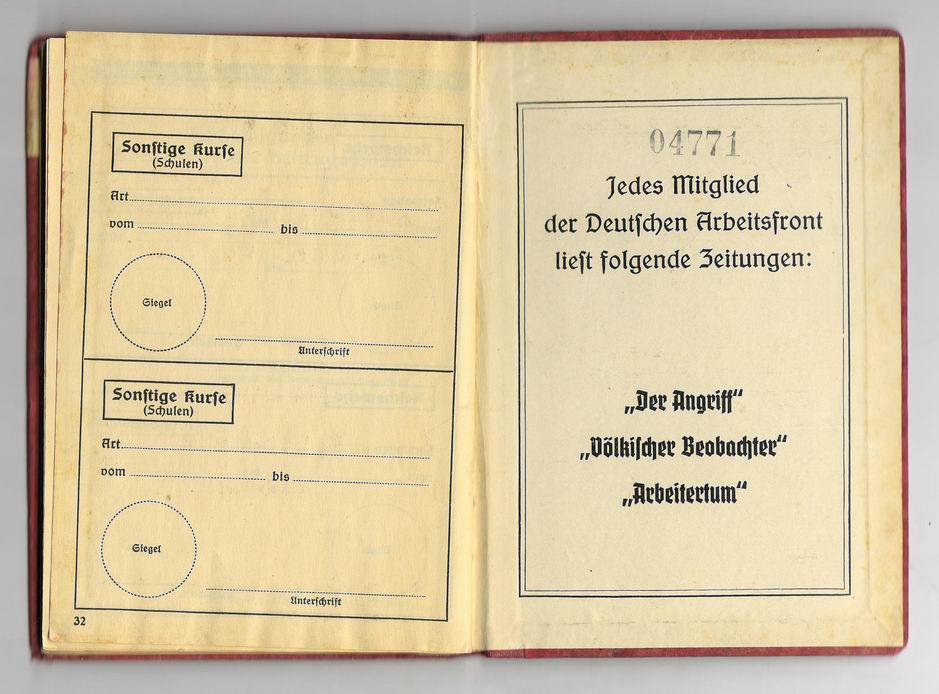 Sonstige Kurse
(Schulen)
Art
vom bis
Siegel
Unterschrift
Sonstige Kurse
(Schulen)
Art
vom bis
Siegel
Unterschrift
32
04771
Jedes Mitglied
der Deutschen Arbeitsfront
liest folgende Zeitungen:
„Der Angriff“
„Völkischer Beobachter“
„Arbeitertum“